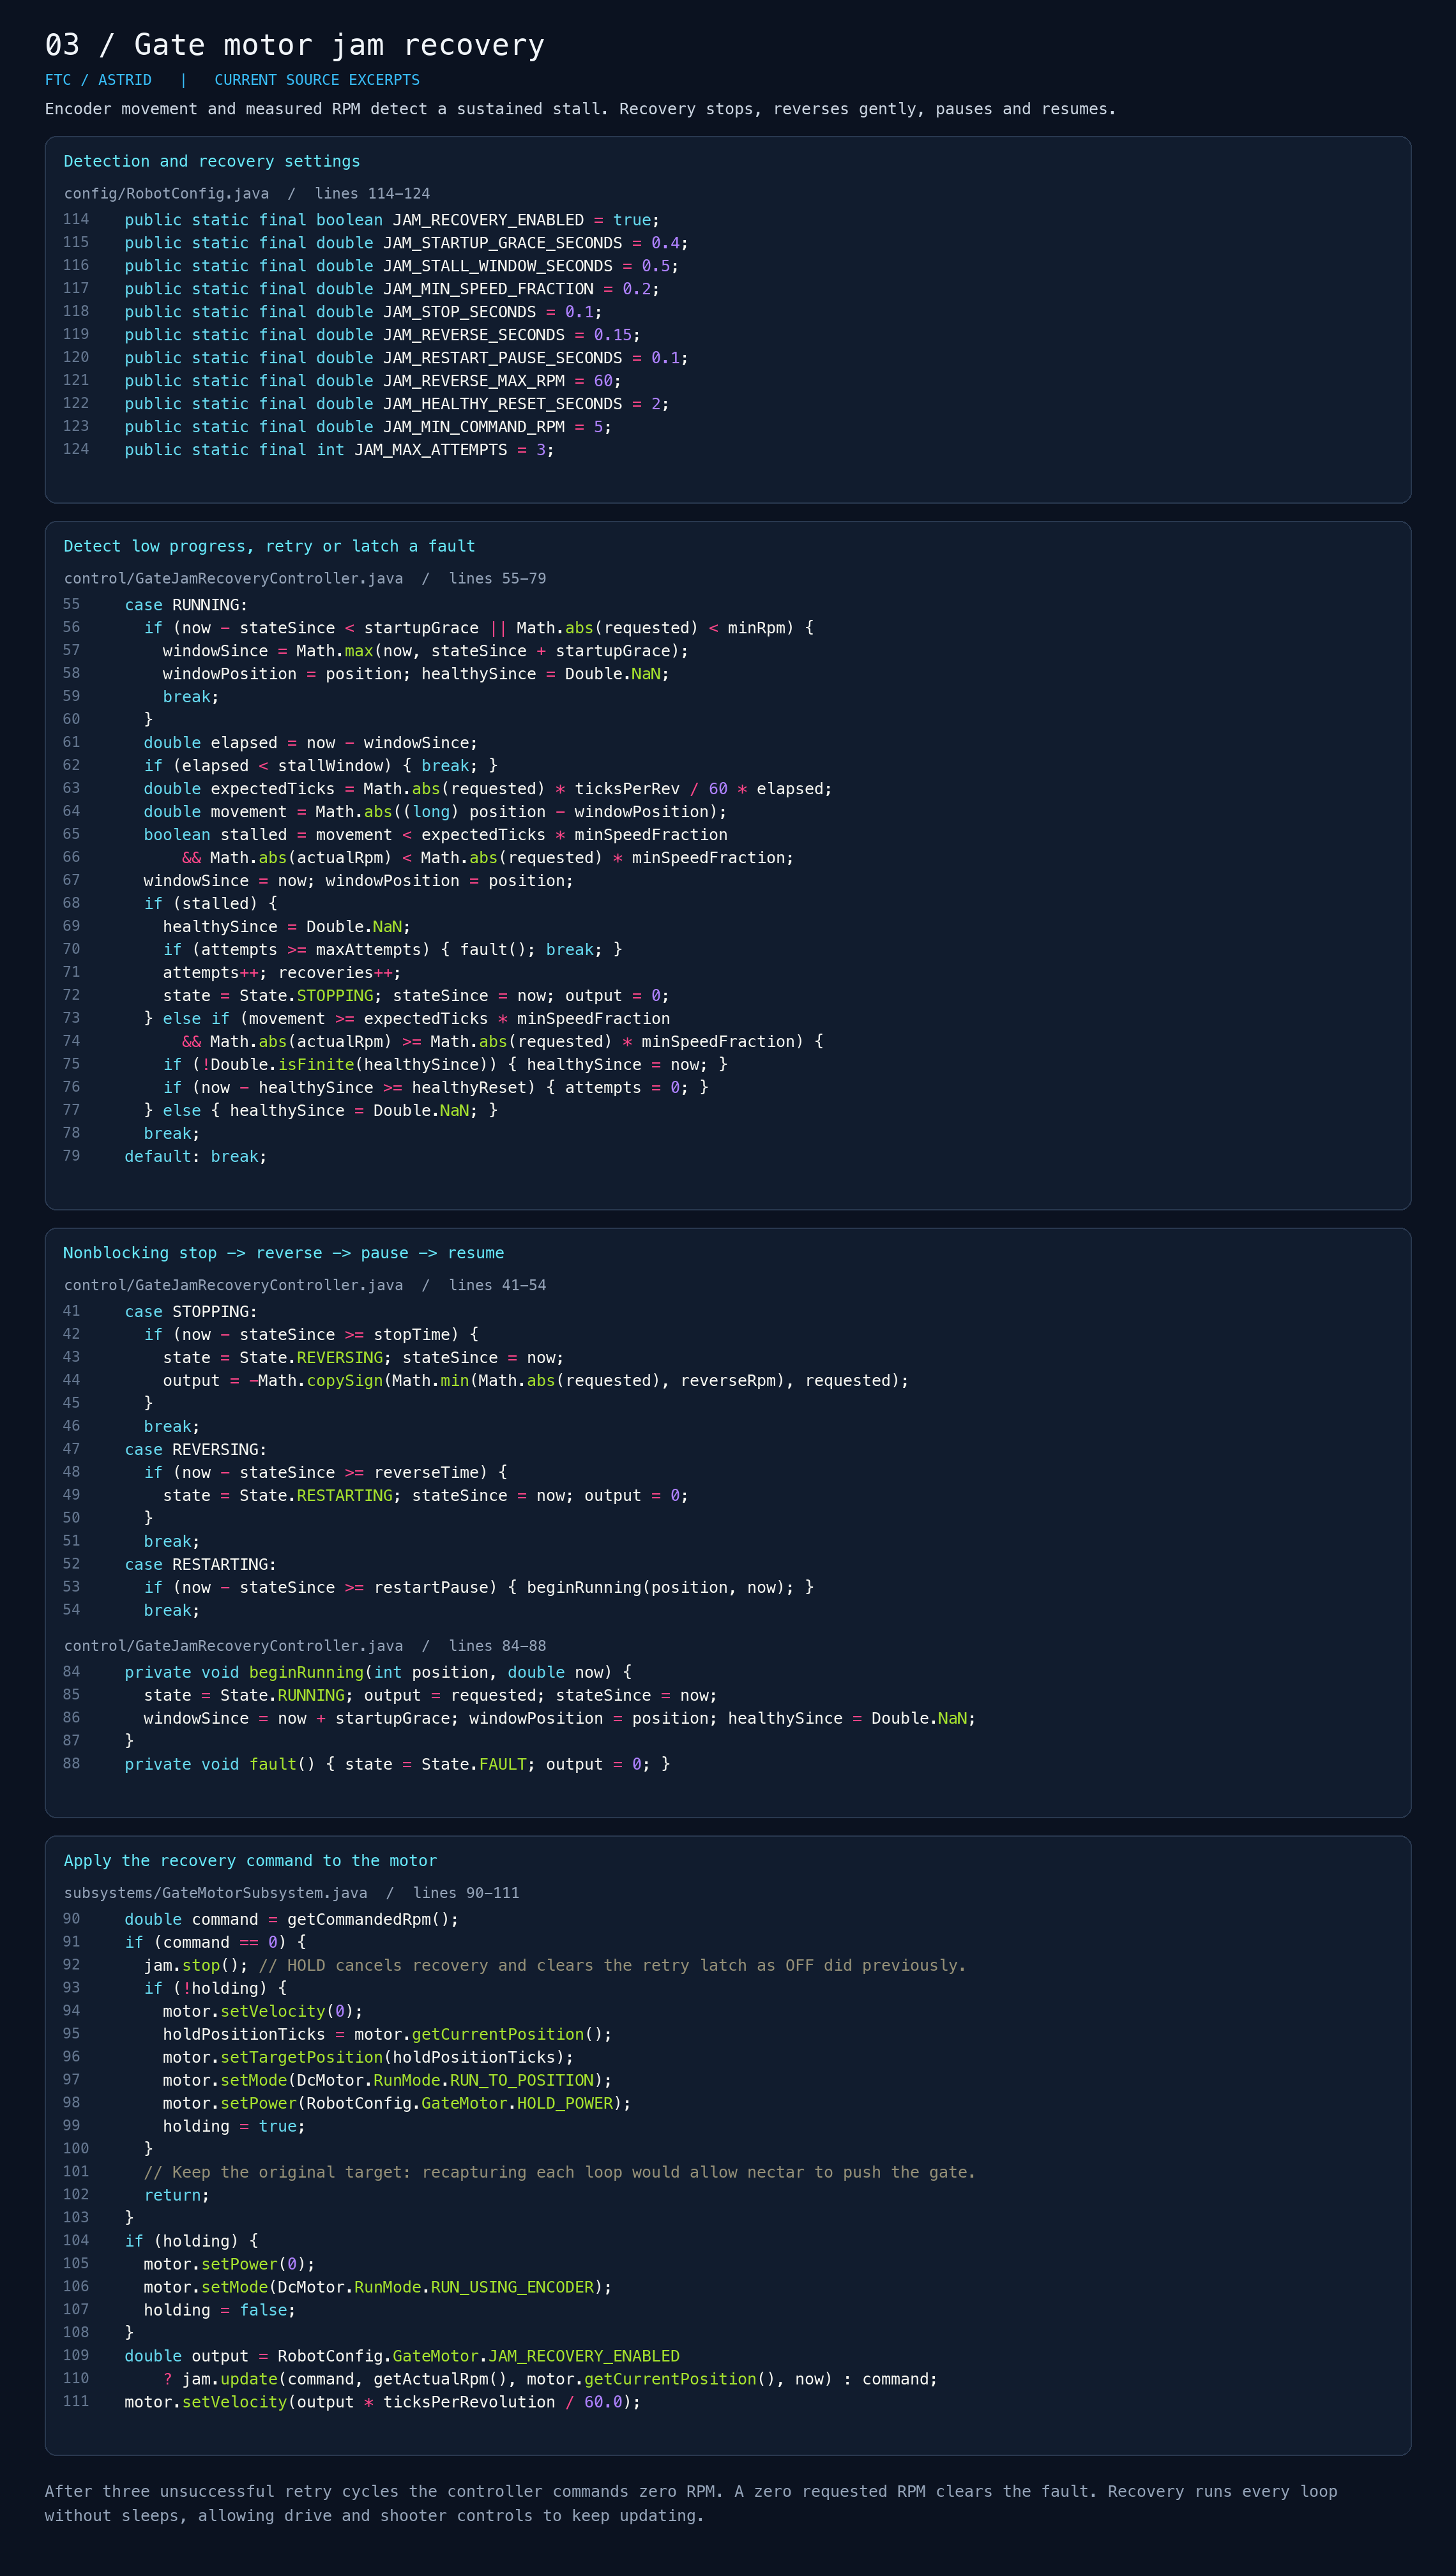 03 / Gate motor jam recovery
FTC / ASTRID   |   CURRENT SOURCE EXCERPTS
Encoder movement and measured RPM detect a sustained stall. Recovery stops, reverses gently, pauses and resumes.
Detection and recovery settings
config/RobotConfig.java  /  lines 114–124
114   public static final boolean JAM_RECOVERY_ENABLED = true;
115   public static final double JAM_STARTUP_GRACE_SECONDS = 0.4;
116   public static final double JAM_STALL_WINDOW_SECONDS = 0.5;
117   public static final double JAM_MIN_SPEED_FRACTION = 0.2;
118   public static final double JAM_STOP_SECONDS = 0.1;
119   public static final double JAM_REVERSE_SECONDS = 0.15;
120   public static final double JAM_RESTART_PAUSE_SECONDS = 0.1;
121   public static final double JAM_REVERSE_MAX_RPM = 60;
122   public static final double JAM_HEALTHY_RESET_SECONDS = 2;
123   public static final double JAM_MIN_COMMAND_RPM = 5;
124   public static final int JAM_MAX_ATTEMPTS = 3;
Detect low progress, retry or latch a fault
control/GateJamRecoveryController.java  /  lines 55–79
55   case RUNNING:
56     if (now - stateSince < startupGrace || Math.abs(requested) < minRpm) {
57       windowSince = Math.max(now, stateSince + startupGrace);
58       windowPosition = position; healthySince = Double.NaN;
59       break;
60     }
61     double elapsed = now - windowSince;
62     if (elapsed < stallWindow) { break; }
63     double expectedTicks = Math.abs(requested) * ticksPerRev / 60 * elapsed;
64     double movement = Math.abs((long) position - windowPosition);
65     boolean stalled = movement < expectedTicks * minSpeedFraction
66         && Math.abs(actualRpm) < Math.abs(requested) * minSpeedFraction;
67     windowSince = now; windowPosition = position;
68     if (stalled) {
69       healthySince = Double.NaN;
70       if (attempts >= maxAttempts) { fault(); break; }
71       attempts++; recoveries++;
72       state = State.STOPPING; stateSince = now; output = 0;
73     } else if (movement >= expectedTicks * minSpeedFraction
74         && Math.abs(actualRpm) >= Math.abs(requested) * minSpeedFraction) {
75       if (!Double.isFinite(healthySince)) { healthySince = now; }
76       if (now - healthySince >= healthyReset) { attempts = 0; }
77     } else { healthySince = Double.NaN; }
78     break;
79   default: break;
Nonblocking stop -> reverse -> pause -> resume
control/GateJamRecoveryController.java  /  lines 41–54
41   case STOPPING:
42     if (now - stateSince >= stopTime) {
43       state = State.REVERSING; stateSince = now;
44       output = -Math.copySign(Math.min(Math.abs(requested), reverseRpm), requested);
45     }
46     break;
47   case REVERSING:
48     if (now - stateSince >= reverseTime) {
49       state = State.RESTARTING; stateSince = now; output = 0;
50     }
51     break;
52   case RESTARTING:
53     if (now - stateSince >= restartPause) { beginRunning(position, now); }
54     break;
control/GateJamRecoveryController.java  /  lines 84–88
84   private void beginRunning(int position, double now) {
85     state = State.RUNNING; output = requested; stateSince = now;
86     windowSince = now + startupGrace; windowPosition = position; healthySince = Double.NaN;
87   }
88   private void fault() { state = State.FAULT; output = 0; }
Apply the recovery command to the motor
subsystems/GateMotorSubsystem.java  /  lines 90–111
90   double command = getCommandedRpm();
91   if (command == 0) {
92     jam.stop(); // HOLD cancels recovery and clears the retry latch as OFF did previously.
93     if (!holding) {
94       motor.setVelocity(0);
95       holdPositionTicks = motor.getCurrentPosition();
96       motor.setTargetPosition(holdPositionTicks);
97       motor.setMode(DcMotor.RunMode.RUN_TO_POSITION);
98       motor.setPower(RobotConfig.GateMotor.HOLD_POWER);
99       holding = true;
100     }
101     // Keep the original target: recapturing each loop would allow nectar to push the gate.
102     return;
103   }
104   if (holding) {
105     motor.setPower(0);
106     motor.setMode(DcMotor.RunMode.RUN_USING_ENCODER);
107     holding = false;
108   }
109   double output = RobotConfig.GateMotor.JAM_RECOVERY_ENABLED
110       ? jam.update(command, getActualRpm(), motor.getCurrentPosition(), now) : command;
111   motor.setVelocity(output * ticksPerRevolution / 60.0);
After three unsuccessful retry cycles the controller commands zero RPM. A zero requested RPM clears the fault. Recovery runs every loop
without sleeps, allowing drive and shooter controls to keep updating.